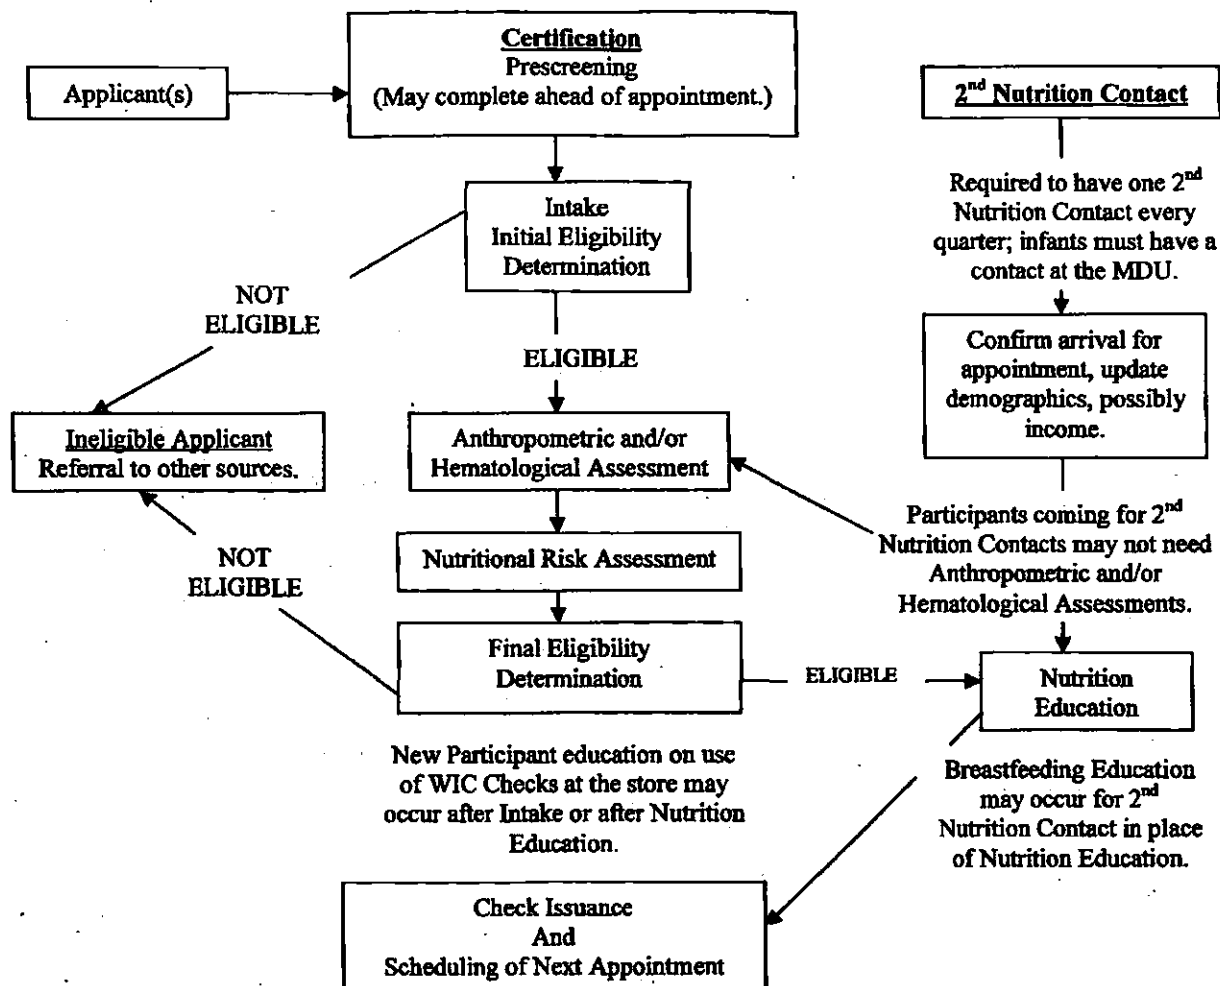 Applicant(s)
Certification
Prescreening
(May complete ahead of appointment.)
Intake
Initial Eligibility
Determination
NOT
ELIGIBLE
ELIGIBLE
Ineligible Applicant
Referral to other sources.
Anthropometric and/or
Hematological Assessment
Nutritional Risk Assessment
NOT
ELIGIBLE
Final Eligibility
Determination
ELIGIBLE
New Participant education on use
of WIC Checks at the store may
occur after Intake or after Nutrition
Education.
Check Issuance
And
Scheduling of Next Appointment
2nd Nutrition Contact
Required to have one 2nd
Nutrition Contact every
quarter; infants must have a
contact at the MDU.
Confirm arrival for
appointment, update
demographics, possibly
income.
Participants coming for 2nd
Nutrition Contacts may not need
Anthropometric and/or
Hematological Assessments.
Nutrition
Education
Breastfeeding Education
may occur for 2nd
Nutrition Contact in place
of Nutrition Education.